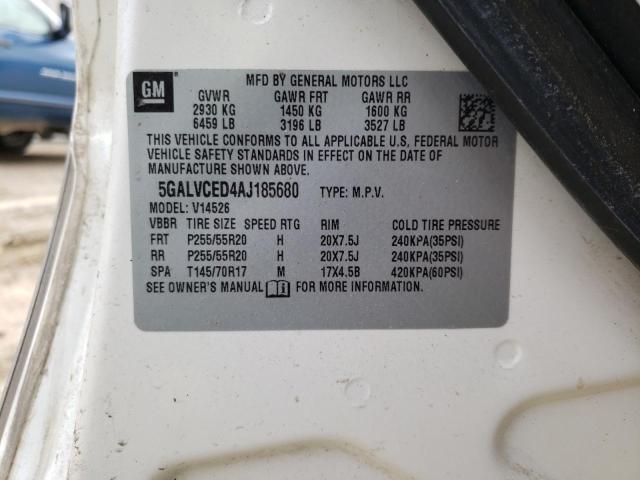 GM
MFD BY GENERAL MOTORS LLC
GVWR GAWR FRT GAWR RR
2930 KG 1450 KG 1600 KG
6459 LB 3196 LB 3527 LB
THIS VEHICLE CONFORMS TO ALL APPLICABLE U.S. FEDERAL MOTOR
VEHICLE SAFETY STANDARDS IN EFFECT ON THE DATE OF
MANUFACTURE SHOWN ABOVE.
5GALVCED4AJ185680 TYPE: M.P.V.
MODEL: V14526
VBBR TIRE SIZE SPEED RTG RIM COLD TIRE PRESSURE
FRT P255/55R20 H 20X7.5J 240KPA(35PSI)
RR P255/55R20 H 20X7.5J 240KPA(35PSI)
SPA T145/70R17 M 17X4.5B 420KPA(60PSI)
SEE OWNER'S MANUAL FOR MORE INFORMATION.